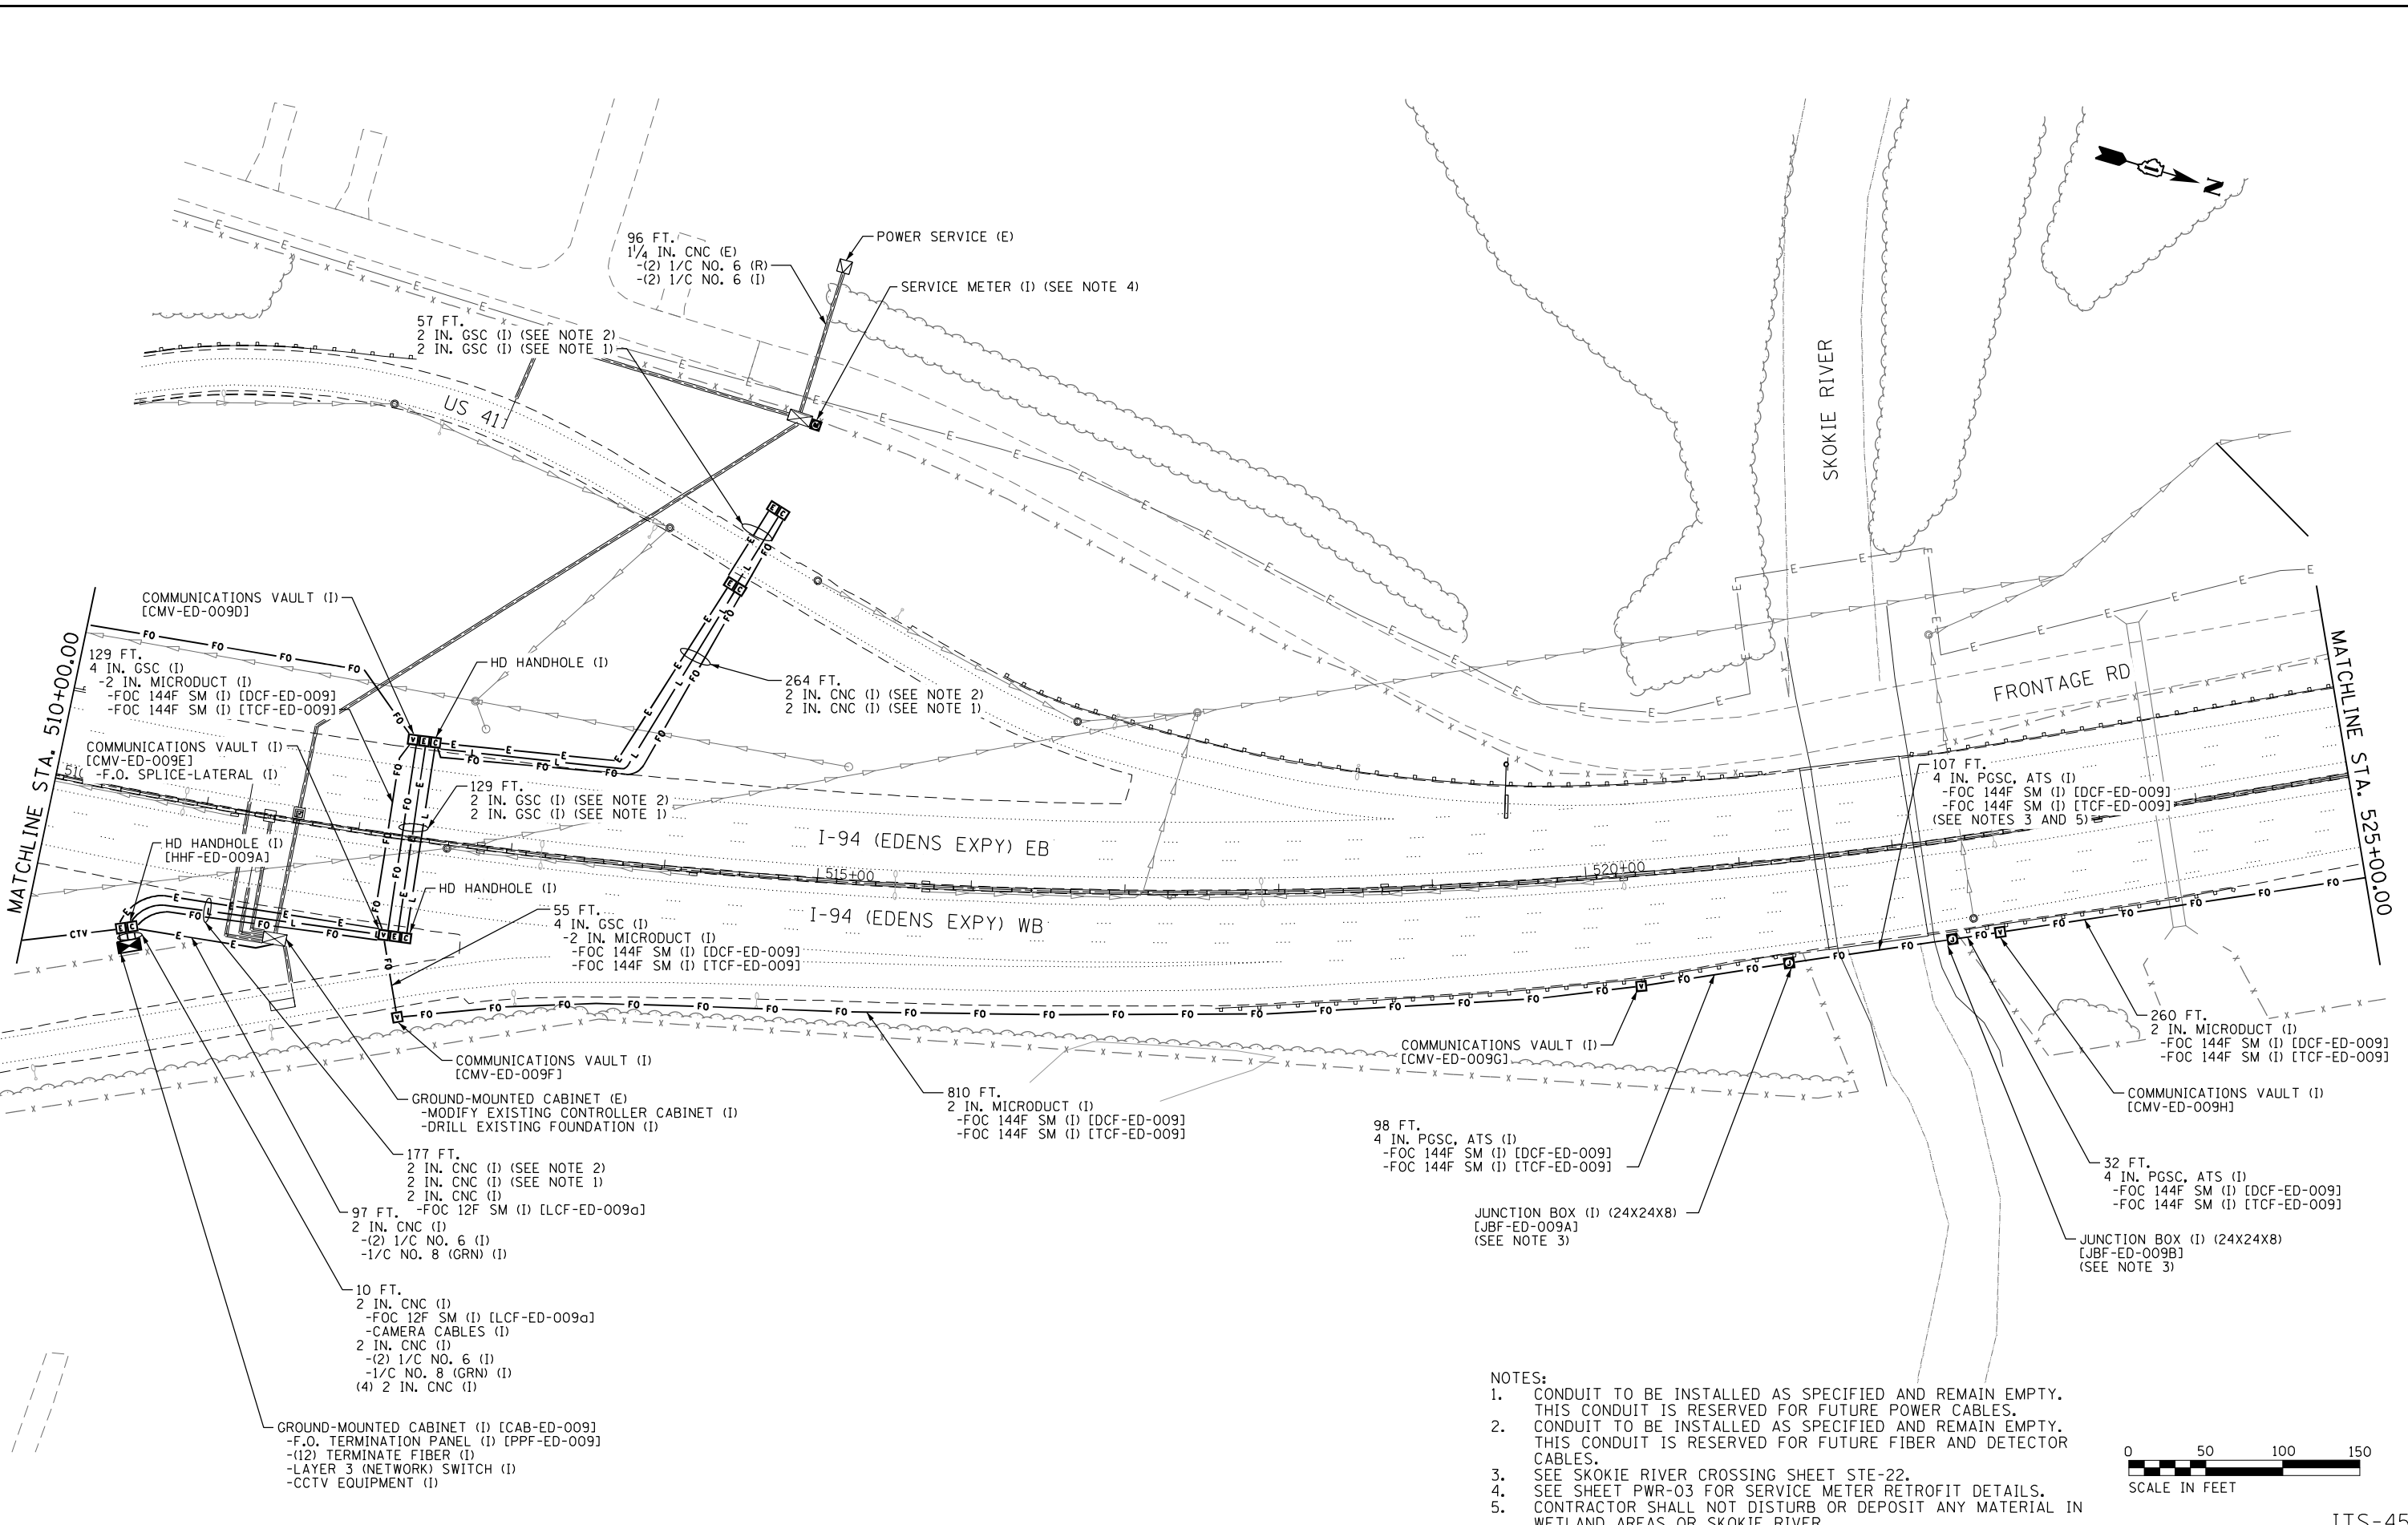 N
96 FT.
1 1/4 IN. CNC (E)
-(2) 1/C NO. 6 (R)
-(2) 1/C NO. 6 (I)
POWER SERVICE (E)
SERVICE METER (I) (SEE NOTE 4)
57 FT.
2 IN. GSC (I) (SEE NOTE 2)
2 IN. GSC (I) (SEE NOTE 1)
US 41
SKOKIE RIVER
COMMUNICATIONS VAULT (I)
[CMV-ED-009D]
MATCHLINE STA. 510+00.00
129 FT.
4 IN. GSC (I)
-2 IN. MICRODUCT (I)
-FOC 144F SM (I) [DCF-ED-009]
-FOC 144F SM (I) [TCF-ED-009]
HD HANDHOLE (I)
264 FT.
2 IN. CNC (I) (SEE NOTE 2)
2 IN. CNC (I) (SEE NOTE 1)
FRONTAGE RD
MATCHLINE STA. 525+00.00
COMMUNICATIONS VAULT (I)
[CMV-ED-009E]
-F.O. SPLICE-LATERAL (I)
129 FT.
2 IN. GSC (I) (SEE NOTE 2)
2 IN. GSC (I) (SEE NOTE 1)
107 FT.
4 IN. PGSC, ATS (I)
-FOC 144F SM (I) [DCF-ED-009]
-FOC 144F SM (I) [TCF-ED-009]
(SEE NOTES 3 AND 5)
I-94 (EDENS EXPY) EB
515+00
520+00
HD HANDHOLE (I)
[HHF-ED-009A]
HD HANDHOLE (I)
I-94 (EDENS EXPY) WB
CTV
55 FT.
4 IN. GSC (I)
-2 IN. MICRODUCT (I)
-FOC 144F SM (I) [DCF-ED-009]
-FOC 144F SM (I) [TCF-ED-009]
COMMUNICATIONS VAULT (I)
[CMV-ED-009F]
COMMUNICATIONS VAULT (I)
[CMV-ED-009G]
260 FT.
2 IN. MICRODUCT (I)
-FOC 144F SM (I) [DCF-ED-009]
-FOC 144F SM (I) [TCF-ED-009]
GROUND-MOUNTED CABINET (E)
-MODIFY EXISTING CONTROLLER CABINET (I)
-DRILL EXISTING FOUNDATION (I)
810 FT.
2 IN. MICRODUCT (I)
-FOC 144F SM (I) [DCF-ED-009]
-FOC 144F SM (I) [TCF-ED-009]
COMMUNICATIONS VAULT (I)
[CMV-ED-009H]
98 FT.
4 IN. PGSC, ATS (I)
-FOC 144F SM (I) [DCF-ED-009]
-FOC 144F SM (I) [TCF-ED-009]
177 FT.
2 IN. CNC (I) (SEE NOTE 2)
2 IN. CNC (I) (SEE NOTE 1)
2 IN. CNC (I)
-FOC 12F SM (I) [LCF-ED-009a]
32 FT.
4 IN. PGSC, ATS (I)
-FOC 144F SM (I) [DCF-ED-009]
-FOC 144F SM (I) [TCF-ED-009]
97 FT.
2 IN. CNC (I)
-(2) 1/C NO. 6 (I)
-1/C NO. 8 (GRN) (I)
JUNCTION BOX (I) (24X24X8)
[JBF-ED-009A]
(SEE NOTE 3)
JUNCTION BOX (I) (24X24X8)
[JBF-ED-009B]
(SEE NOTE 3)
10 FT.
2 IN. CNC (I)
-FOC 12F SM (I) [LCF-ED-009a]
-CAMERA CABLES (I)
2 IN. CNC (I)
-(2) 1/C NO. 6 (I)
-1/C NO. 8 (GRN) (I)
(4) 2 IN. CNC (I)
GROUND-MOUNTED CABINET (I) [CAB-ED-009]
-F.O. TERMINATION PANEL (I) [PPF-ED-009]
-(12) TERMINATE FIBER (I)
-LAYER 3 (NETWORK) SWITCH (I)
-CCTV EQUIPMENT (I)
NOTES:
1. CONDUIT TO BE INSTALLED AS SPECIFIED AND REMAIN EMPTY.
THIS CONDUIT IS RESERVED FOR FUTURE POWER CABLES.
2. CONDUIT TO BE INSTALLED AS SPECIFIED AND REMAIN EMPTY.
THIS CONDUIT IS RESERVED FOR FUTURE FIBER AND DETECTOR
CABLES.
3. SEE SKOKIE RIVER CROSSING SHEET STE-22.
4. SEE SHEET PWR-03 FOR SERVICE METER RETROFIT DETAILS.
5. CONTRACTOR SHALL NOT DISTURB OR DEPOSIT ANY MATERIAL IN
WETLAND AREAS OR SKOKIE RIVER
0 50 100 150
SCALE IN FEET
ITS-45